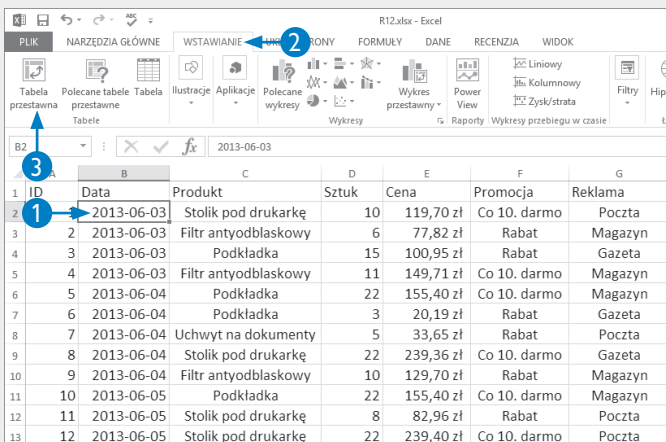 R12.xlsx - Excel
PLIK NARZĘDZIA GŁÓWNE WSTAWIANIE 2 RONY FORMUŁY DANE RECENZJA WIDOK
Tabela przestawna Polecane tabele przestawne Tabela Ilustracje Aplikacje Polecane wykresy Wykres przestawny Power View Liniowy Kolumnowy Zysk/strata Filtry
Tabele Wykresy Raporty Wykresy przebiegu w czasie
3
B2 fx 2013-06-03
B C D E F G
1 ID Data Produkt Sztuk Cena Promocja Reklama
2 1 2013-06-03 Stolik pod drukarkę 10 119,70 zł Co 10. darmo Poczta
3 2 2013-06-03 Filtr antyodblaskowy 6 77,82 zł Rabat Magazyn
4 3 2013-06-03 Podkładka 15 100,95 zł Rabat Gazeta
5 4 2013-06-03 Filtr antyodblaskowy 11 149,71 zł Co 10. darmo Magazyn
6 5 2013-06-04 Podkładka 22 155,40 zł Co 10. darmo Magazyn
7 6 2013-06-04 Podkładka 3 20,19 zł Rabat Gazeta
8 7 2013-06-04 Uchwyt na dokumenty 5 33,65 zł Rabat Poczta
9 8 2013-06-04 Stolik pod drukarkę 22 239,36 zł Co 10. darmo Gazeta
10 9 2013-06-04 Filtr antyodblaskowy 10 129,70 zł Rabat Magazyn
11 10 2013-06-05 Podkładka 22 155,40 zł Co 10. darmo Magazyn
12 11 2013-06-05 Stolik pod drukarkę 8 82,96 zł Rabat Poczta
13 12 2013-06-05 Stolik pod drukarkę 22 239,40 zł Co 10. darmo Poczta